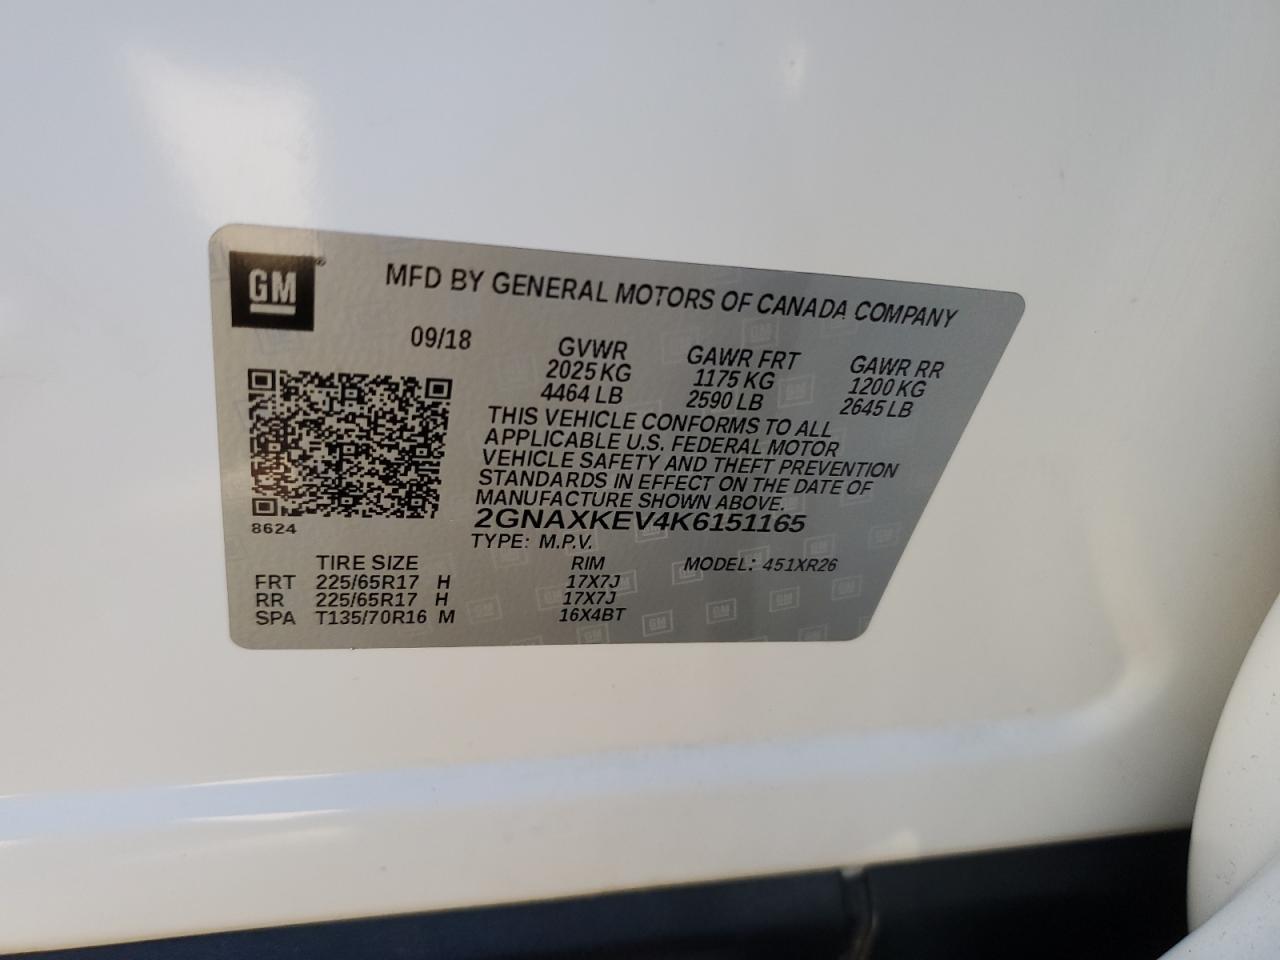 GM®
MFD BY GENERAL MOTORS OF CANADA COMPANY
09/18
GVWR GAWR FRT GAWR RR
2025 KG 1175 KG 1200 KG
4464 LB 2590 LB 2645 LB
THIS VEHICLE CONFORMS TO ALL
APPLICABLE U.S. FEDERAL MOTOR
VEHICLE SAFETY AND THEFT PREVENTION
STANDARDS IN EFFECT ON THE DATE OF
MANUFACTURE SHOWN ABOVE.
8624
2GNAXKEV4K6151165
TYPE: M.P.V. MODEL: 451XR26
TIRE SIZE RIM
FRT 225/65R17 H 17X7J
RR 225/65R17 H 17X7J
SPA T135/70R16 M 16X4BT